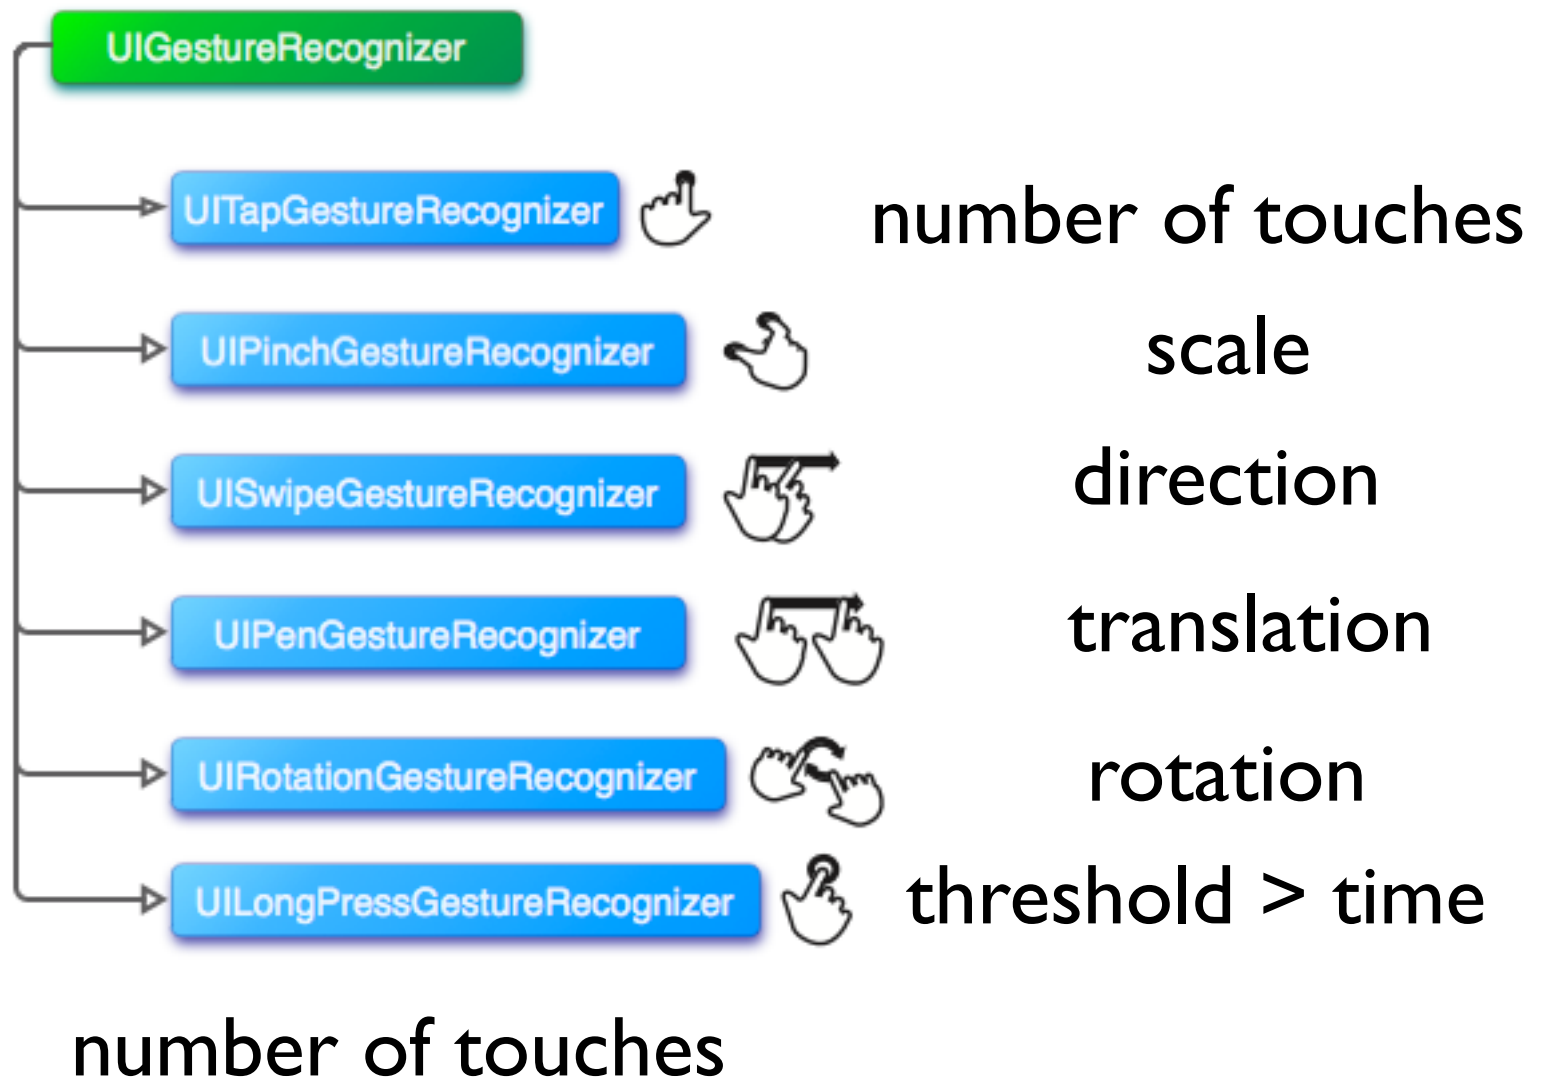 UIGestureRecognizer
UITapGestureRecognizer number of touches
UIPinchGestureRecognizer scale
UISwipeGestureRecognizer direction
UIPenGestureRecognizer translation
UIRotationGestureRecognizer rotation
UILongPressGestureRecognizer threshold > time
number of touches